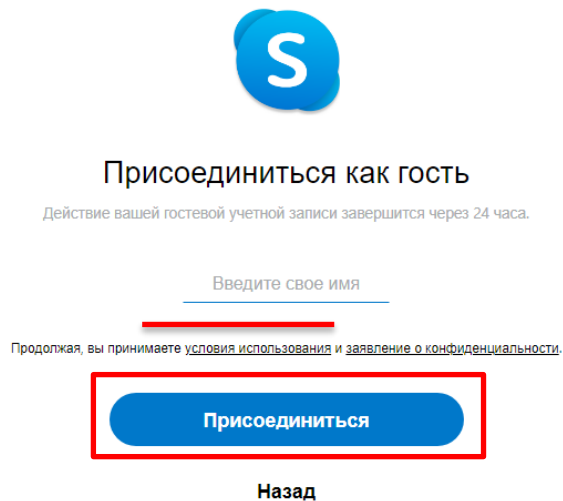 S
Присоединиться как гость
Действие вашей гостевой учетной записи завершится через 24 часа.
Введите свое имя
Продолжая, вы принимаете условия использования и заявление о конфиденциальности.
Присоединиться
Назад